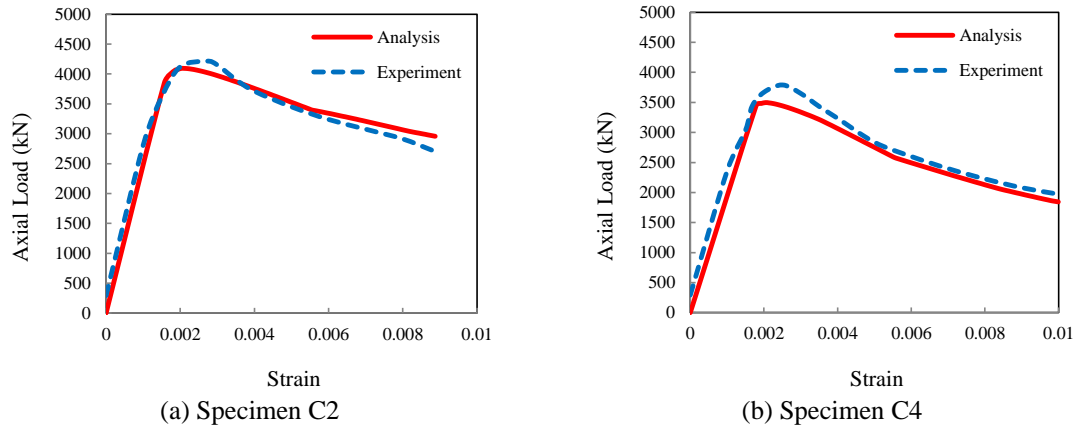 5000
4500
4000
3500
3000
2500
2000
1500
1000
500
0
Axial Load (kN)
Analysis
Experiment
0 0.002 0.004 0.006 0.008 0.01
Strain
(a) Specimen C2
5000
4500
4000
3500
3000
2500
2000
1500
1000
500
0
Axial Load (kN)
Analysis
Experiment
0 0.002 0.004 0.006 0.008 0.01
Strain
(b) Specimen C4